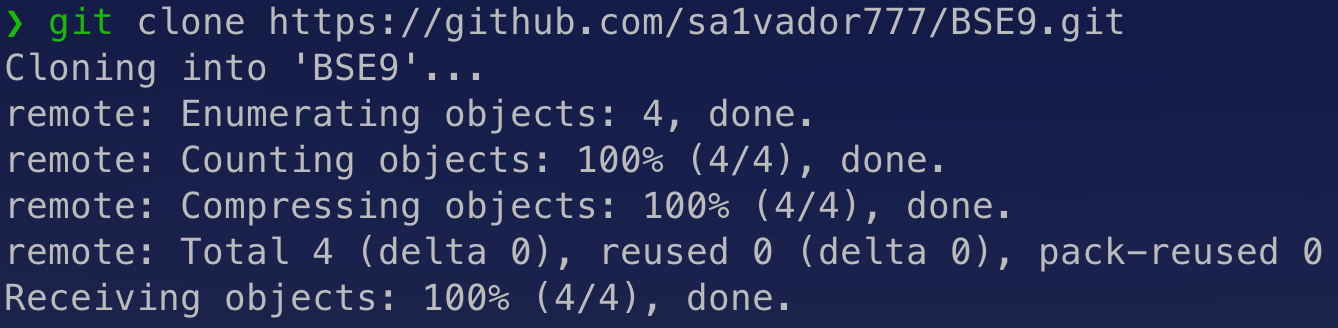 ❯ git clone https://github.com/sa1vador777/BSE9.git
Cloning into 'BSE9'...
remote: Enumerating objects: 4, done.
remote: Counting objects: 100% (4/4), done.
remote: Compressing objects: 100% (4/4), done.
remote: Total 4 (delta 0), reused 0 (delta 0), pack-reused 0
Receiving objects: 100% (4/4), done.